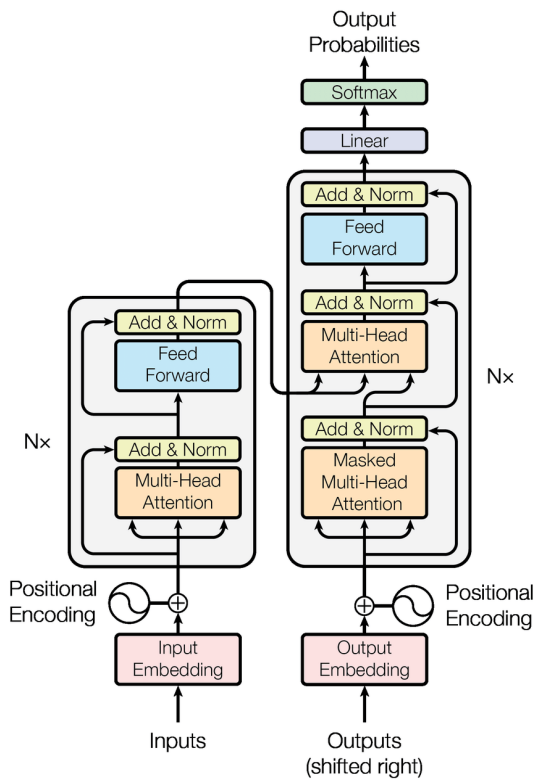 Output
Probabilities
Softmax
Linear
Add & Norm
Feed
Forward
Add & Norm
Multi-Head
Attention
Add & Norm
Masked
Multi-Head
Attention
N×
Add & Norm
Feed
Forward
Add & Norm
Multi-Head
Attention
N×
Positional
Encoding
Positional
Encoding
Input
Embedding
Output
Embedding
Inputs
Outputs
(shifted right)